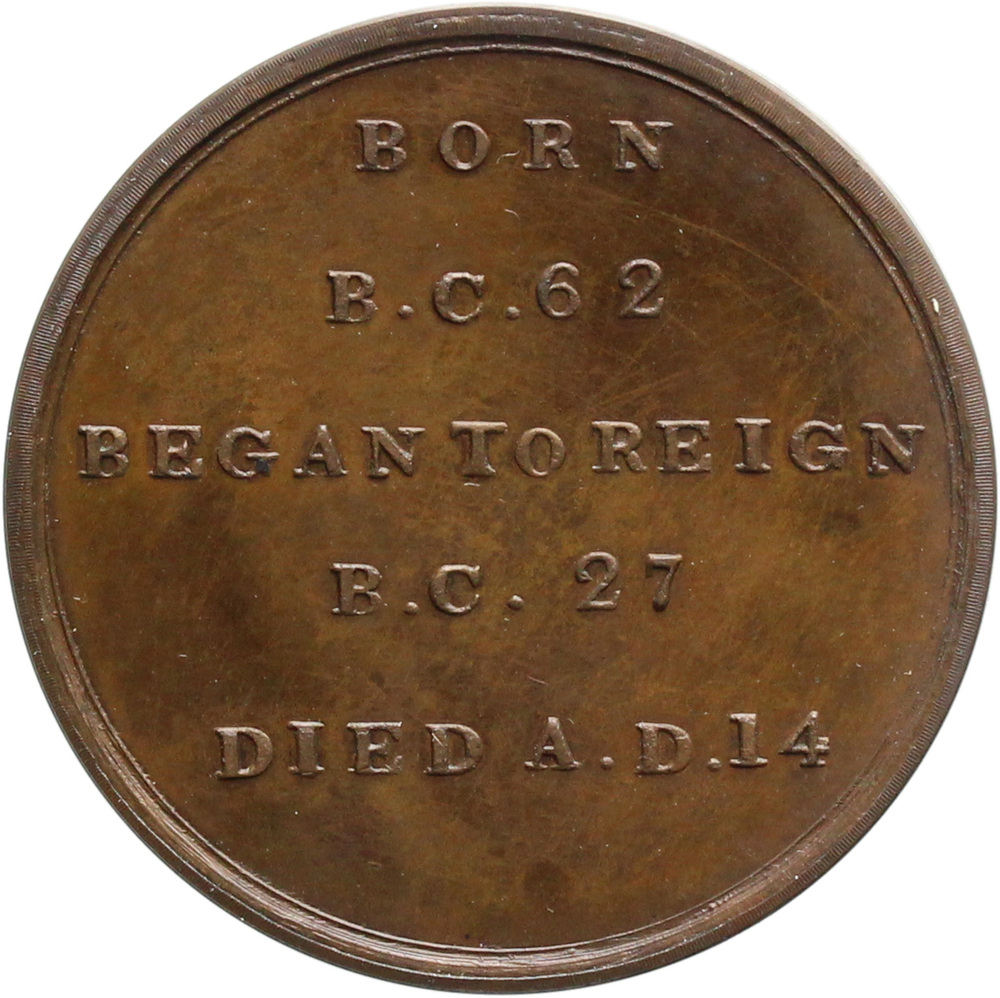 BORN
B.C.62
BEGAN TO REIGN
B.C. 27
DIED A.D.14